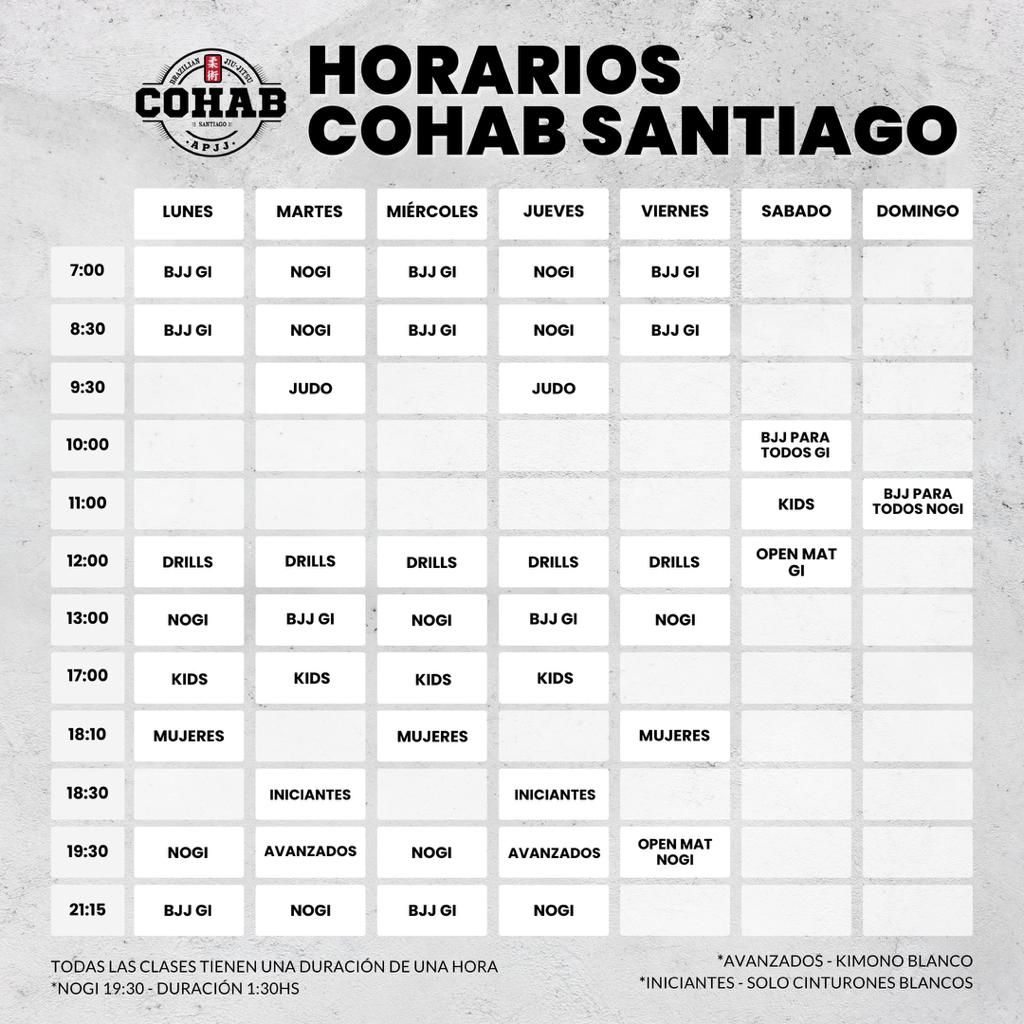 BRAZILIAN 柔術 JIU-JITSU
COHAB
SANTIAGO
APJJ
HORARIOS
COHAB SANTIAGO
LUNES MARTES MIÉRCOLES JUEVES VIERNES SABADO DOMINGO
7:00 BJJ GI NOGI BJJ GI NOGI BJJ GI
8:30 BJJ GI NOGI BJJ GI NOGI BJJ GI
9:30 JUDO JUDO
10:00 BJJ PARA
TODOS GI
11:00 KIDS BJJ PARA
TODOS NOGI
12:00 DRILLS DRILLS DRILLS DRILLS DRILLS OPEN MAT
GI
13:00 NOGI BJJ GI NOGI BJJ GI NOGI
17:00 KIDS KIDS KIDS KIDS
18:10 MUJERES MUJERES MUJERES
18:30 INICIANTES INICIANTES
19:30 NOGI AVANZADOS NOGI AVANZADOS OPEN MAT
NOGI
21:15 BJJ GI NOGI BJJ GI NOGI
TODAS LAS CLASES TIENEN UNA DURACIÓN DE UNA HORA
*NOGI 19:30 - DURACIÓN 1:30HS
*AVANZADOS - KIMONO BLANCO
*INICIANTES - SOLO CINTURONES BLANCOS